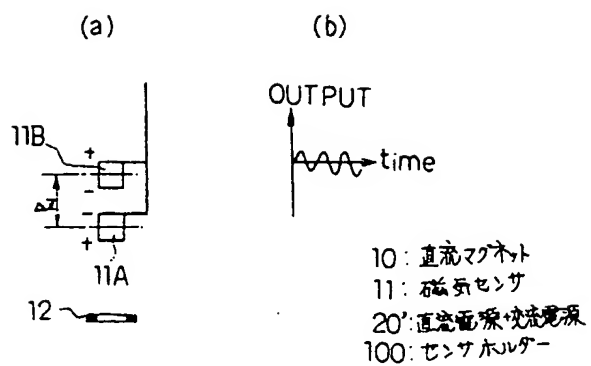 (a)
(b)
OUTPUT
time
11B
+
-
ΔZ
-
+
11A
12
10: 直流マグネット
11: 磁気センサ
20': 直流電源+交流電源
100: センサホルダー